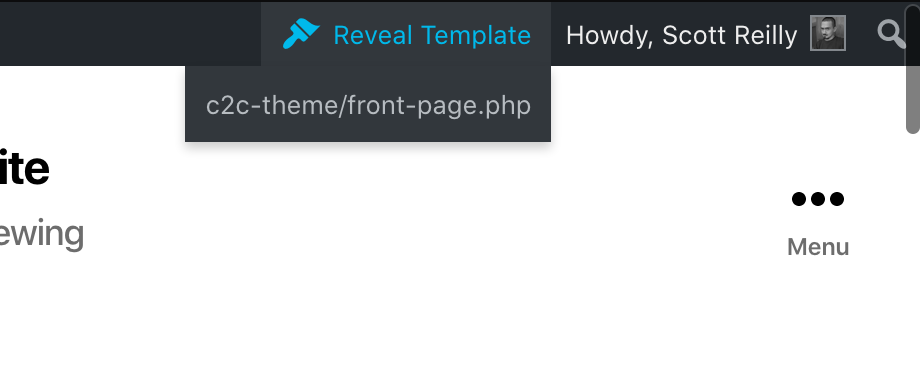 Reveal Template
Howdy, Scott Reilly
c2c-theme/front-page.php
ite
ewing
Menu